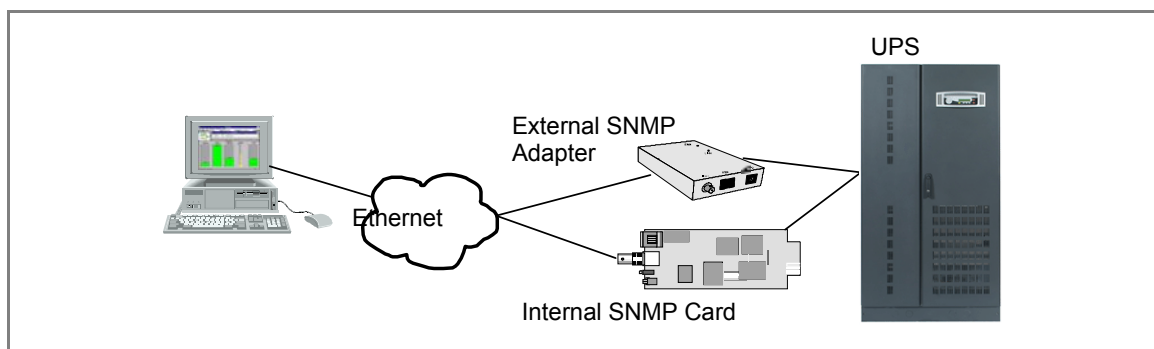 UPS
External SNMP
Adapter
Ethernet
Internal SNMP Card